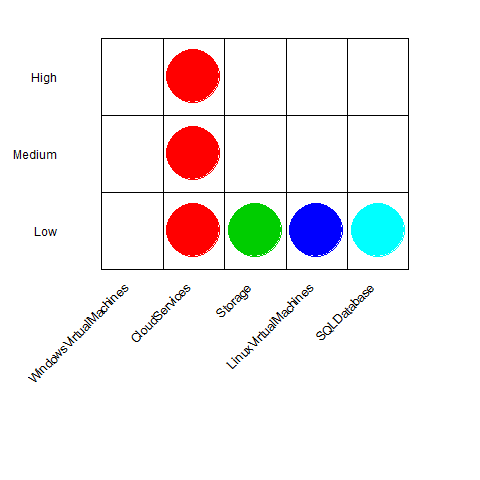 High
Medium
Low
WindowsVirtualMachines
CloudServices
Storage
LinuxVirtualMachines
SQLDatabase